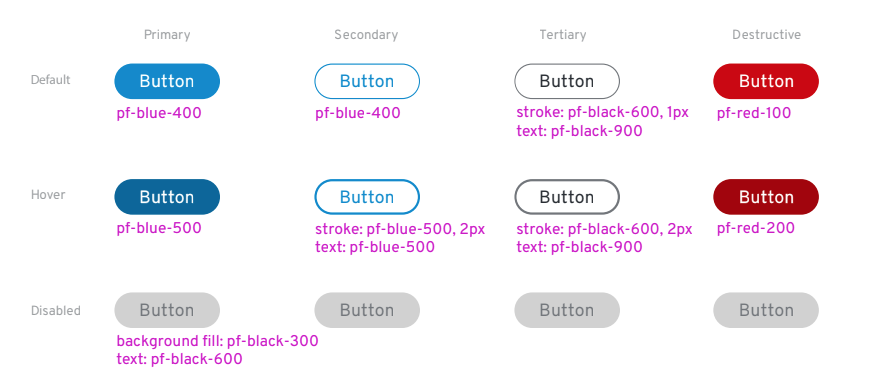 Primary Secondary Tertiary Destructive
Default Button Button Button Button
pf-blue-400 pf-blue-400 stroke: pf-black-600, 1px pf-red-100
text: pf-black-900
Hover Button Button Button Button
pf-blue-500 stroke: pf-blue-500, 2px stroke: pf-black-600, 2px pf-red-200
text: pf-blue-500 text: pf-black-900
Disabled Button Button Button Button
background fill: pf-black-300
text: pf-black-600